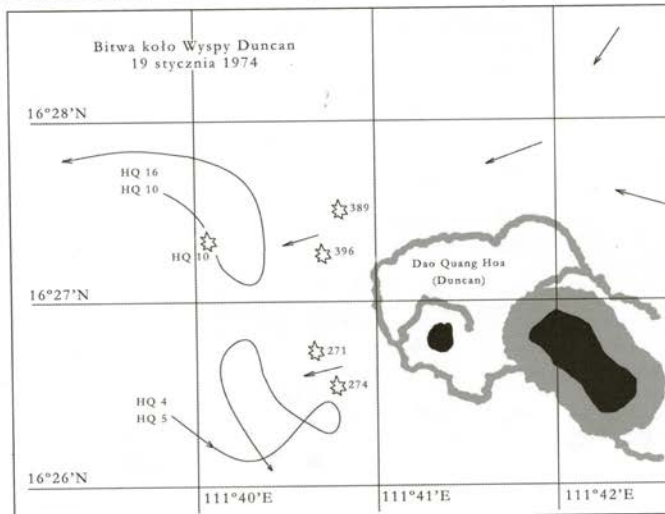 Bitwa koło Wyspy Duncan
19 stycznia 1974
16°28'N
HQ 16
HQ 10
389
HQ 10
396
Dao Quang Hoa
(Duncan)
16°27'N
271
274
HQ 4
HQ 5
16°26'N
111°40'E
111°41'E
111°42'E